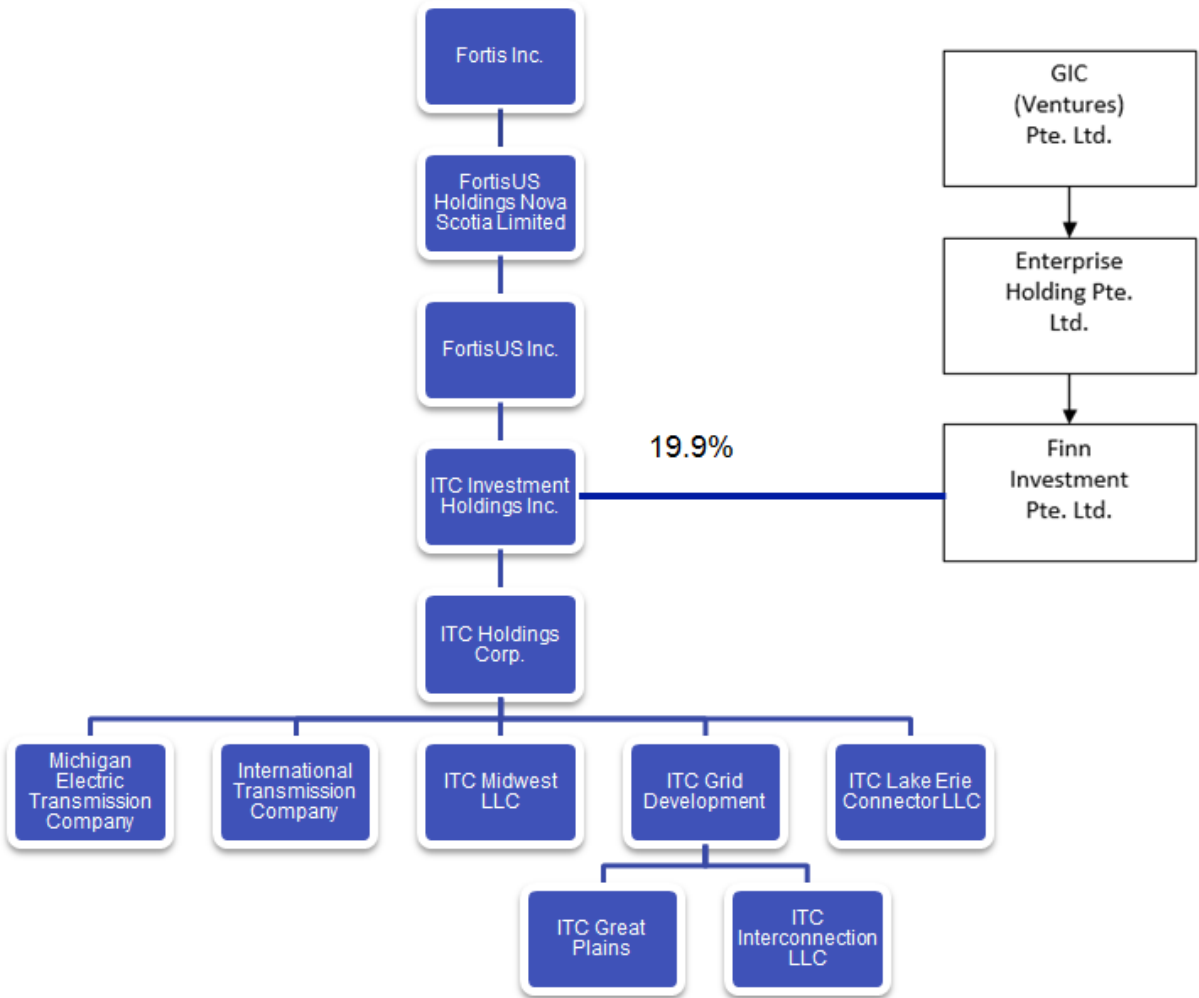 Fortis Inc.
FortisUS
Holdings Nova
Scotia Limited
FortisUS Inc.
ITC Investment
Holdings Inc.
ITC Holdings
Corp.
19.9%
GIC
(Ventures)
Pte. Ltd.
Enterprise
Holding Pte.
Ltd.
Finn
Investment
Pte. Ltd.
Michigan
Electric
Transmission
Company
International
Transmission
Company
ITC Midwest
LLC
ITC Grid
Development
ITC Lake Erie
Connector LLC
ITC Great
Plains
ITC
Interconnection
LLC